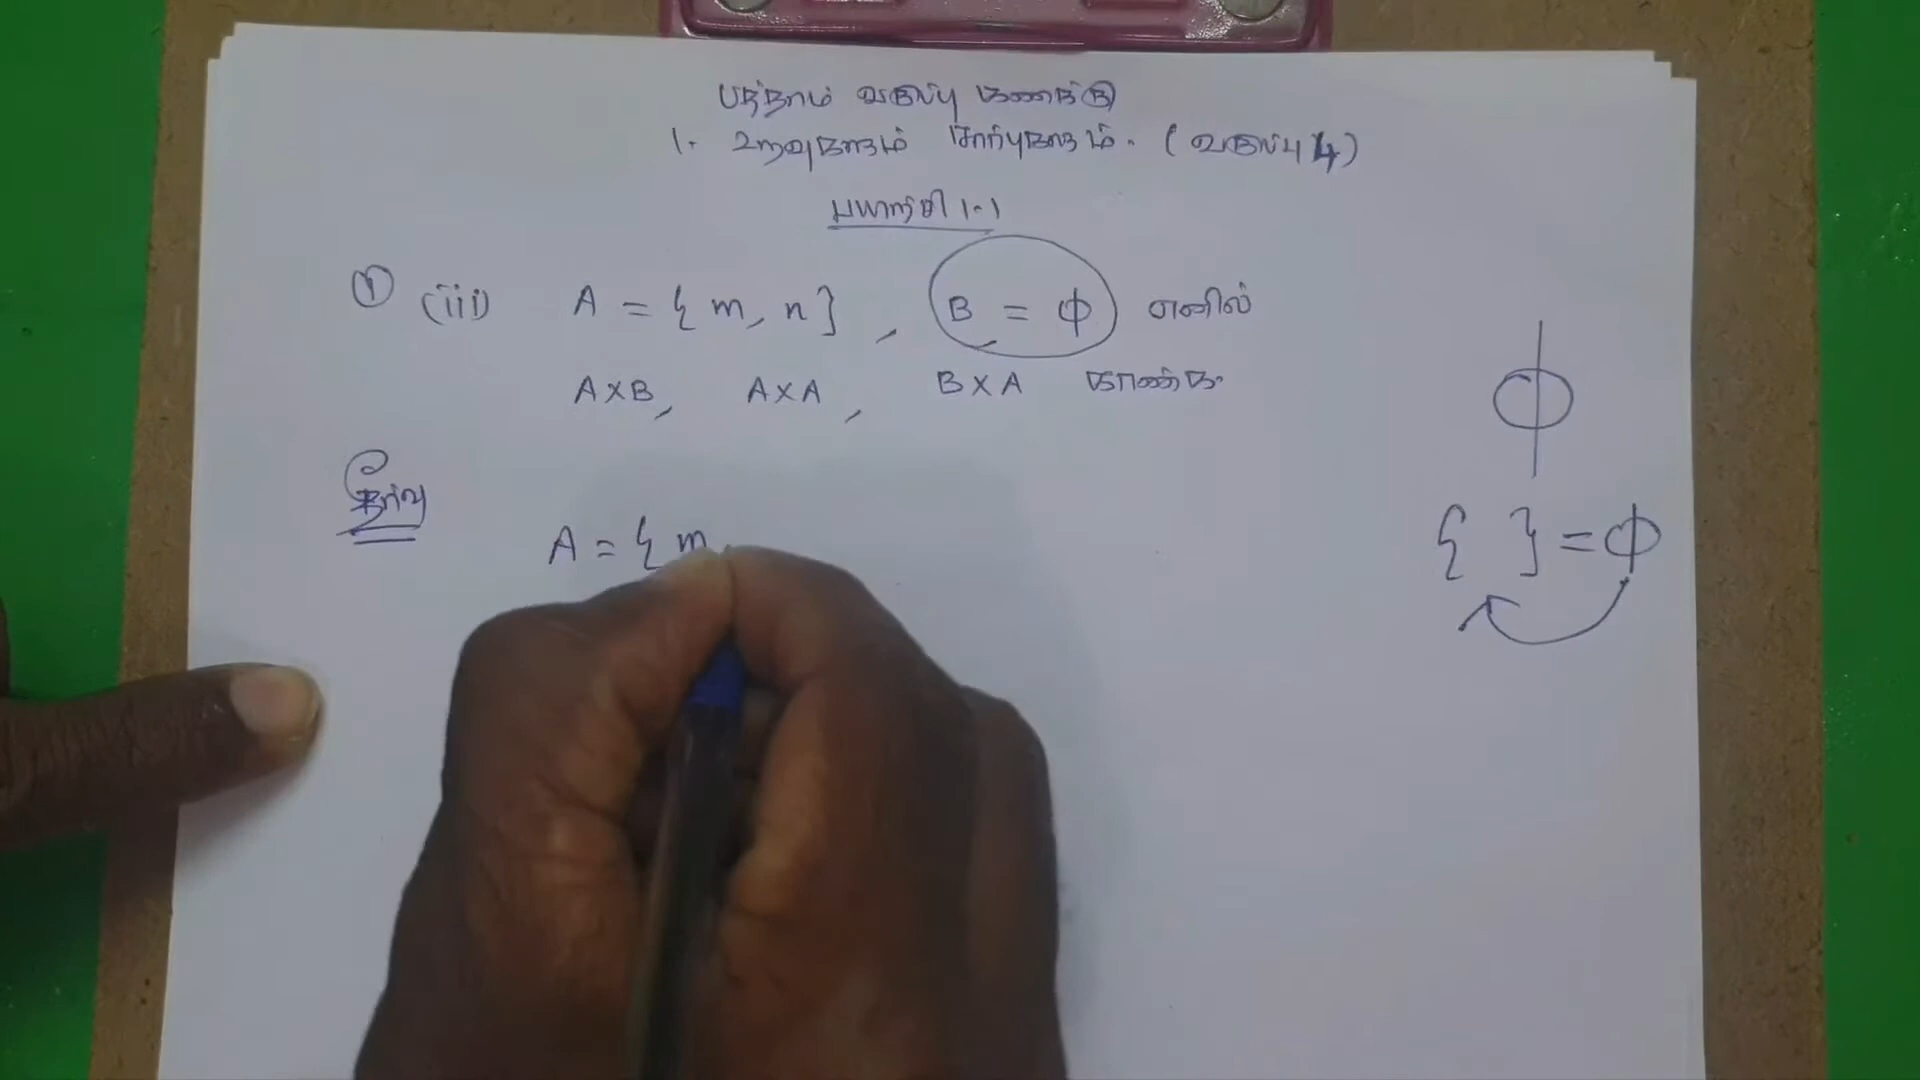 பத்தாம் வகுப்பு கணக்கு
1. உறவுகளும் சார்புகளும். (வகுப்பு 4)
பயிற்சி 1.1
① (iii) A = { m, n } , B = φ எனில்
A×B, A×A, B×A காண்க.
φ
தீர்வு
A = { m,
{ } = φ